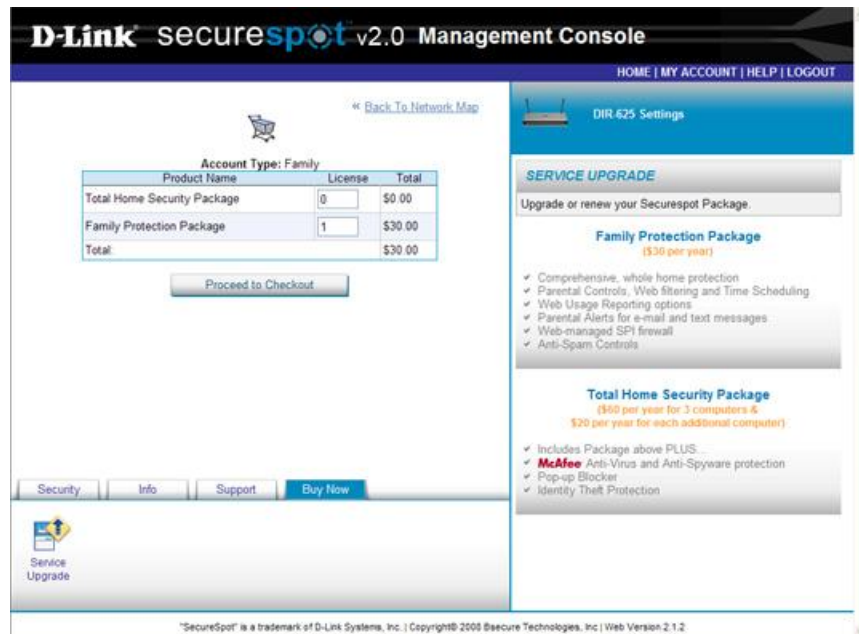 D-Link securespot v2.0 Management Console
HOME | MY ACCOUNT | HELP | LOGOUT
« Back To Network Map
Account Type: Family
Product Name License Total
Total Home Security Package 0 $0.00
Family Protection Package 1 $30.00
Total: $30.00
Proceed to Checkout
Security Info Support Buy Now
Service
Upgrade
DIR-625 Settings
SERVICE UPGRADE
Upgrade or renew your Securespot Package.
Family Protection Package
($30 per year)
Comprehensive, whole home protection
Parental Controls, Web filtering and Time Scheduling
Web Usage Reporting options
Parental Alerts for e-mail and text messages
Web-managed SPI firewall
Anti-Spam Controls
Total Home Security Package
($60 per year for 3 computers &
$20 per year for each additional computer)
Includes Package above PLUS...
McAfee Anti-Virus and Anti-Spyware protection
Pop-up Blocker
Identity Theft Protection
"SecureSpot" is a trademark of D-Link Systems, Inc. | Copyright© 2008 Bsecure Technologies, Inc | Web Version 2.1.2